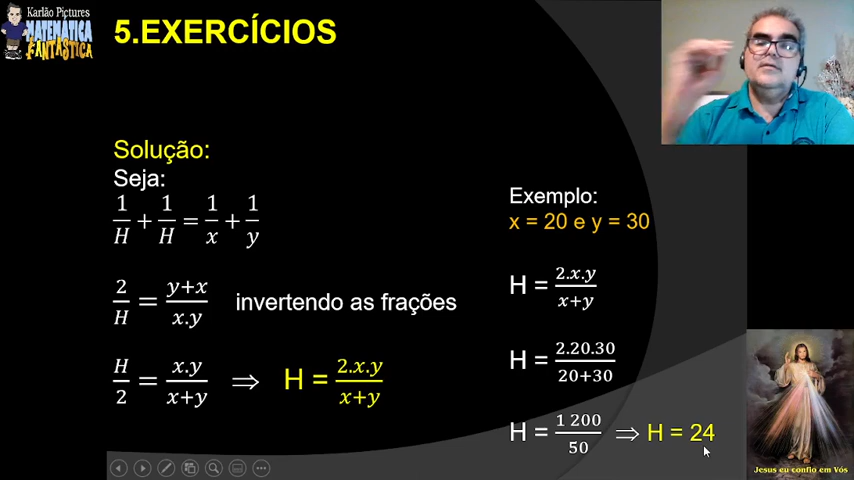 Karlão Pictures
MATEMÁTICA
FANTÁSTICA
5.EXERCÍCIOS
Solução:
Seja:
1/H + 1/H = 1/x + 1/y
2/H = y+x/x.y invertendo as frações
H/2 = x.y/x+y ⇒ H = 2.x.y/x+y
Exemplo:
x = 20 e y = 30
H = 2.x.y/x+y
H = 2.20.30/20+30
H = 1 200/50 ⇒ H = 24
Jesus eu confio em Vós